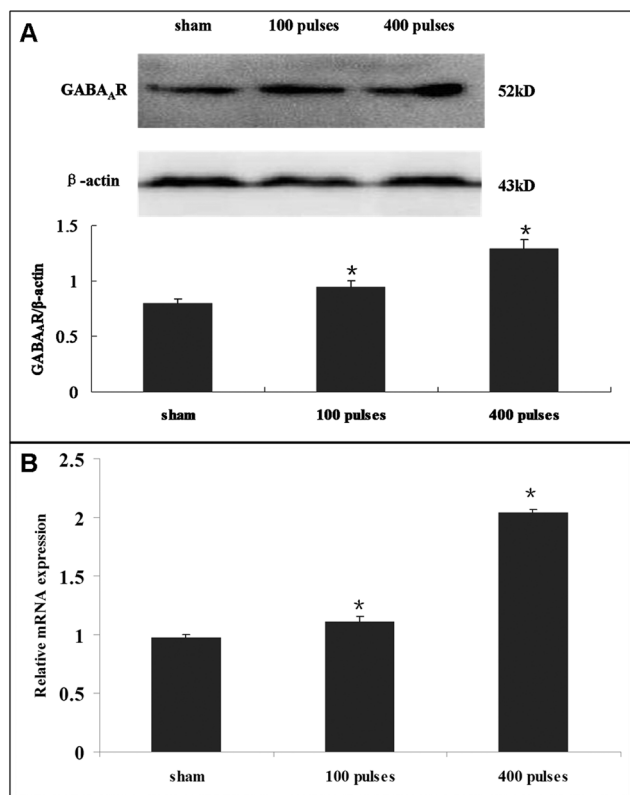 A
sham 100 pulses 400 pulses
GABAAR 52kD
β-actin 43kD
GABAAR/β-actin
1.5
*
*
1
0.5
0
sham 100 pulses 400 pulses
B
Relative mRNA expression
2.5
*
2
1.5
*
1
0.5
0
sham 100 pulses 400 pulses